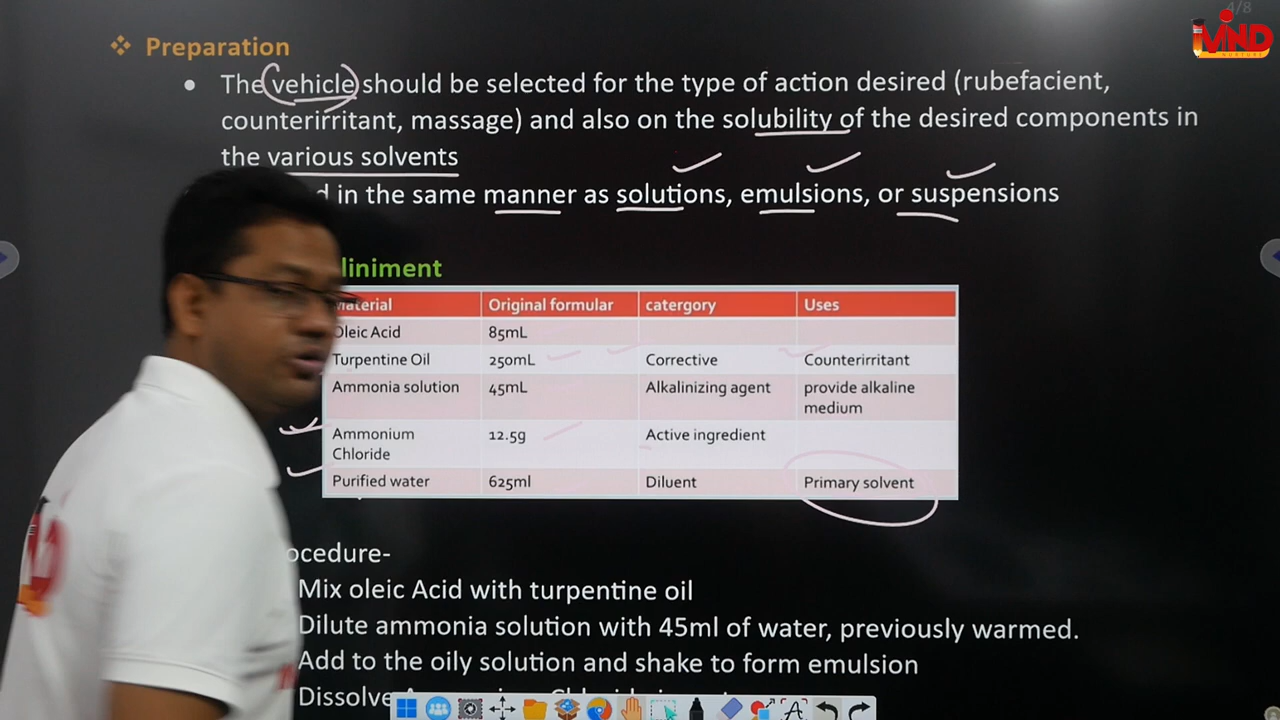 4/8
MIND
NURTURE
Preparation
The vehicle should be selected for the type of action desired (rubefacient,
counterirritant, massage) and also on the solubility of the desired components in
the various solvents
in the same manner as solutions, emulsions, or suspensions
liniment
Material Original formular catergory Uses
Oleic Acid 85mL
Turpentine Oil 250mL Corrective Counterirritant
Ammonia solution 45mL Alkalinizing agent provide alkaline
medium
Ammonium 12.5g Active ingredient
Chloride
Purified water 625ml Diluent Primary solvent
ocedure-
Mix oleic Acid with turpentine oil
Dilute ammonia solution with 45ml of water, previously warmed.
Add to the oily solution and shake to form emulsion
Dissolve